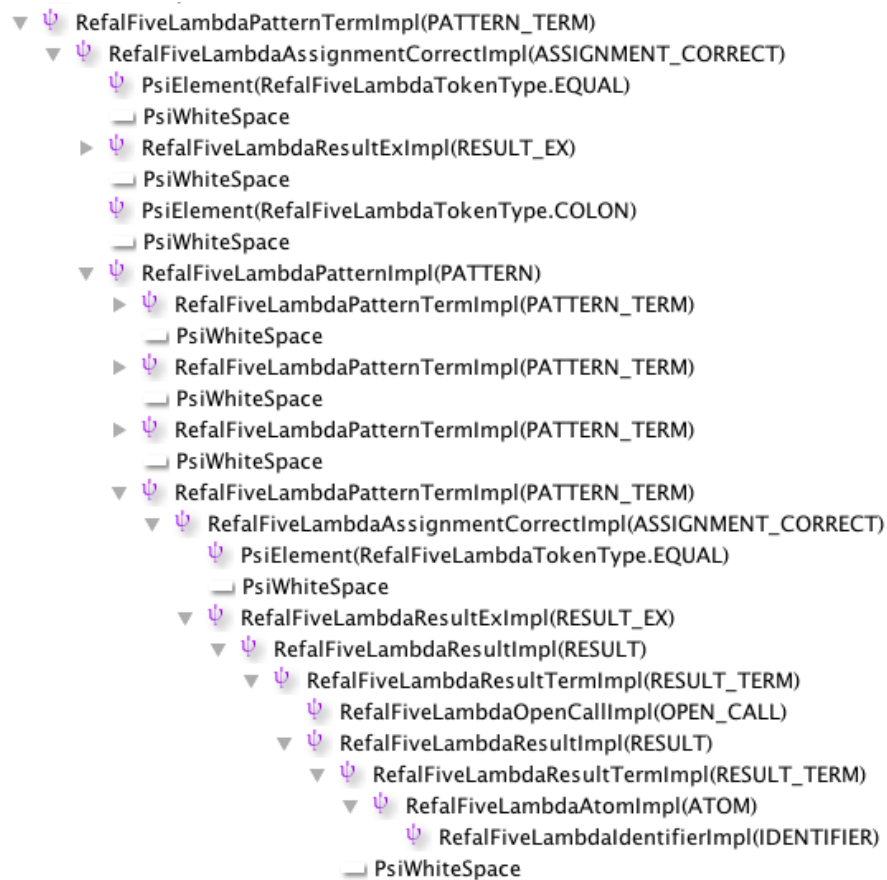 RefalFiveLambdaPatternTermImpl(PATTERN_TERM)
RefalFiveLambdaAssignmentCorrectImpl(ASSIGNMENT_CORRECT)
PsiElement(RefalFiveLambdaTokenType.EQUAL)
PsiWhiteSpace
RefalFiveLambdaResultExImpl(RESULT_EX)
PsiWhiteSpace
PsiElement(RefalFiveLambdaTokenType.COLON)
PsiWhiteSpace
RefalFiveLambdaPatternImpl(PATTERN)
RefalFiveLambdaPatternTermImpl(PATTERN_TERM)
PsiWhiteSpace
RefalFiveLambdaPatternTermImpl(PATTERN_TERM)
PsiWhiteSpace
RefalFiveLambdaPatternTermImpl(PATTERN_TERM)
PsiWhiteSpace
RefalFiveLambdaPatternTermImpl(PATTERN_TERM)
RefalFiveLambdaAssignmentCorrectImpl(ASSIGNMENT_CORRECT)
PsiElement(RefalFiveLambdaTokenType.EQUAL)
PsiWhiteSpace
RefalFiveLambdaResultExImpl(RESULT_EX)
RefalFiveLambdaResultImpl(RESULT)
RefalFiveLambdaResultTermImpl(RESULT_TERM)
RefalFiveLambdaOpenCallImpl(OPEN_CALL)
RefalFiveLambdaResultImpl(RESULT)
RefalFiveLambdaResultTermImpl(RESULT_TERM)
RefalFiveLambdaAtomImpl(ATOM)
RefalFiveLambdaIdentifierImpl(IDENTIFIER)
PsiWhiteSpace